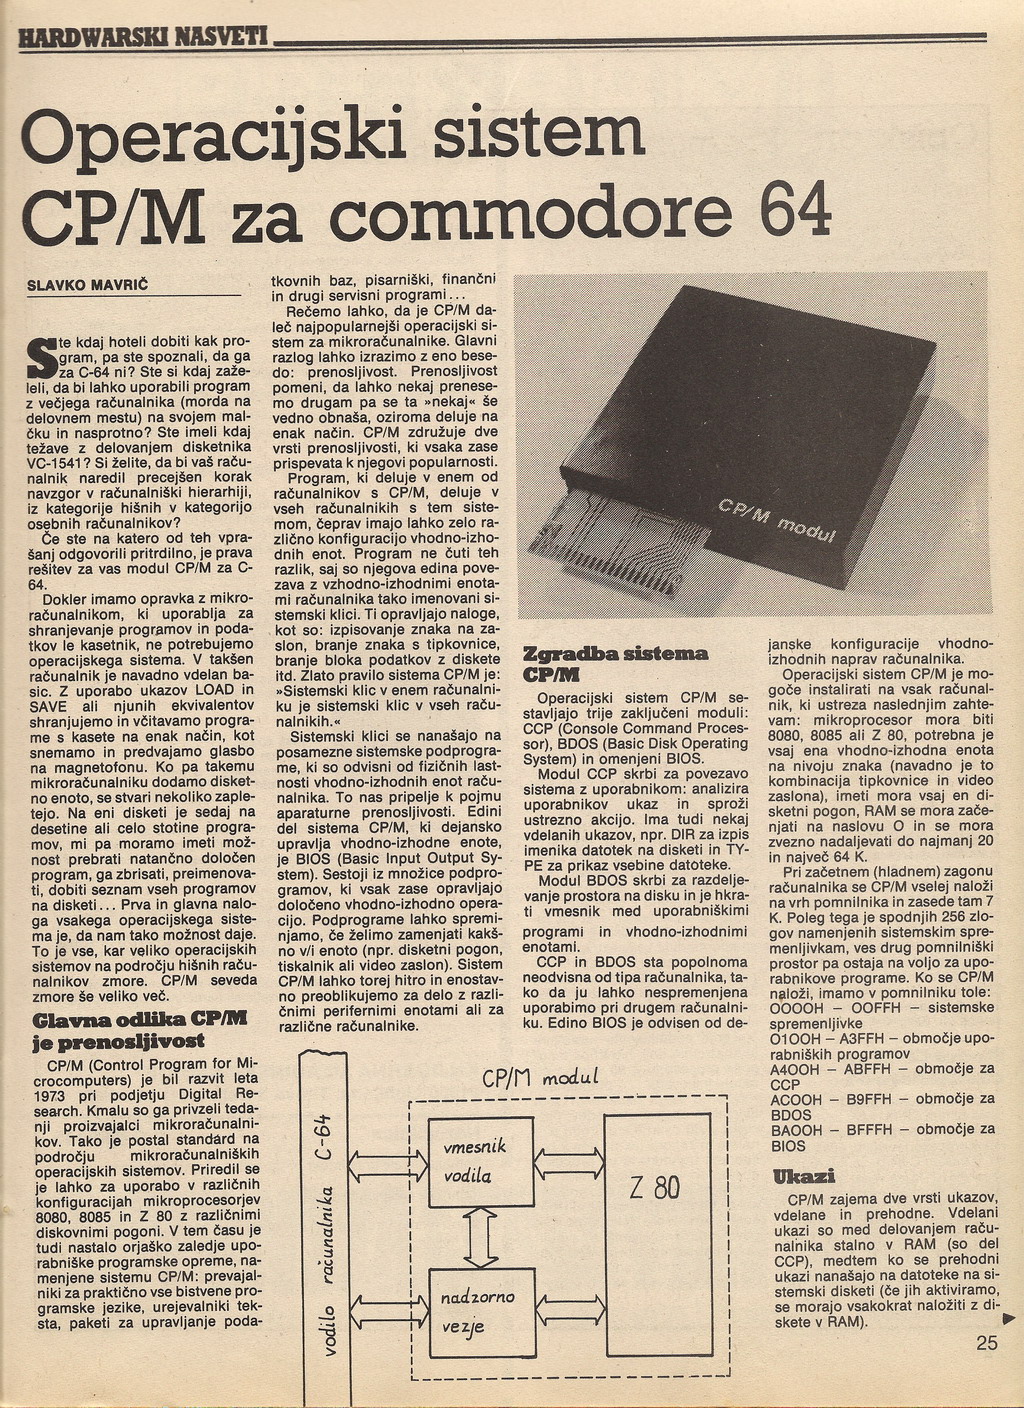 HARDWARSKI NASVETI
Operacijski sistem
CP/M za commodore 64
SLAVKO MAVRIČ
Ste kdaj hoteli dobiti kak pro-
gram, pa ste spoznali, da ga
za C-64 ni? Ste si kdaj zaže-
leli, da bi lahko uporabili program
z večjega računalnika (morda na
delovnem mestu) na svojem mal-
čku in nasprotno? Ste imeli kdaj
težave z delovanjem disketnika
VC-1541? Si želite, da bi vaš raču-
nalnik naredil precejšen korak
navzgor v računalniški hierarhiji,
iz kategorije hišnih v kategorijo
osebnih računalnikov?
Če ste na katero od teh vpra-
šanj odgovorili pritrdilno, je prava
rešitev za vas modul CP/M za C-
64.
Dokler imamo opravka z mikro-
računalnikom, ki uporablja za
shranjevanje programov in poda-
tkov le kasetnik, ne potrebujemo
operacijskega sistema. V takšen
računalnik je navadno vdelan ba-
sic. Z uporabo ukazov LOAD in
SAVE ali njunih ekvivalentov
shranjujemo in včitavamo progra-
me s kasete na enak način, kot
snemamo in predvajamo glasbo
na magnetofonu. Ko pa takemu
mikroračunalniku dodamo disket-
no enoto, se stvari nekoliko zaple-
tejo. Na eni disketi je sedaj na
desetine ali celo stotine progra-
mov, mi pa moramo imeti mož-
nost prebrati natančno določen
program, ga zbrisati, preimenova-
ti, dobiti seznam vseh programov
na disketi... Prva in glavna nalo-
ga vsakega operacijskega siste-
ma je, da nam tako možnost daje.
To je vse, kar veliko operacijskih
sistemov na področju hišnih raču-
nalnikov zmore. CP/M seveda
zmore še veliko več.
Glavna odlika CP/M
je prenosljivost
CP/M (Control Program for Mi-
crocomputers) je bil razvit leta
1973 pri podjetju Digital Re-
search. Kmalu so ga privzeli teda-
nji proizvajalci mikroračunalni-
kov. Tako je postal standard na
področju mikroračunalniških
operacijskih sistemov. Priredil se
je lahko za uporabo v različnih
konfiguracijah mikroprocesorjev
8080, 8085 in Z 80 z različnimi
diskovnimi pogoni. V tem času je
tudi nastalo orjaško zaledje upo-
rabniške programske opreme, na-
menjene sistemu CP/M: prevajal-
niki za praktično vse bistvene pro-
gramske jezike, urejevalniki tek-
sta, paketi za upravljanje poda-
tkovnih baz, pisarniški, finančni
in drugi servisni programi...
Rečemo lahko, da je CP/M da-
leč najpopularnejši operacijski si-
stem za mikroračunalnike. Glavni
razlog lahko izrazimo z eno bese-
do: prenosljivost. Prenosljivost
pomeni, da lahko nekaj prenese-
mo drugam pa se ta »nekaj« še
vedno obnaša, oziroma deluje na
enak način. CP/M združuje dve
vrsti prenosljivosti, ki vsaka zase
prispevata k njegovi popularnosti.
Program, ki deluje v enem od
računalnikov s CP/M, deluje v
vseh računalnikih s tem siste-
mom, čeprav imajo lahko zelo ra-
zlično konfiguracijo vhodno-izho-
dnih enot. Program ne čuti teh
razlik, saj so njegova edina pove-
zava z vzhodno-izhodnimi enota-
mi računalnika tako imenovani si-
stemski klici. Ti opravljajo naloge,
kot so: izpisovanje znaka na za-
slon, branje znaka s tipkovnice,
branje bloka podatkov z diskete
itd. Zlato pravilo sistema CP/M je:
»Sistemski klic v enem računalni-
ku je sistemski klic v vseh raču-
nalnikih.«
Sistemski klici se nanašajo na
posamezne sistemske podprogra-
me, ki so odvisni od fizičnih last-
nosti vhodno-izhodnih enot raču-
nalnika. To nas pripelje k pojmu
aparaturne prenosljivosti. Edini
del sistema CP/M, ki dejansko
upravlja vhodno-izhodne enote,
je BIOS (Basic Input Output Sy-
stem). Sestoji iz množice podpro-
gramov, ki vsak zase opravljajo
določeno vhodno-izhodno opera-
cijo. Podprograme lahko spremi-
njamo, če želimo zamenjati kakš-
no v/i enoto (npr. disketni pogon,
tiskalnik ali video zaslon). Sistem
CP/M lahko torej hitro in enostav-
no preoblikujemo za delo z razli-
čnimi perifernimi enotami ali za
različne računalnike.
CP/M modul
Zgradba sistema
CP/M
Operacijski sistem CP/M se-
stavljajo trije zaključeni moduli:
CCP (Console Command Proces-
sor), BDOS (Basic Disk Operating
System) in omenjeni BIOS.
Modul CCP skrbi za povezavo
sistema z uporabnikom: analizira
uporabnikov ukaz in sproži
ustrezno akcijo. Ima tudi nekaj
vdelanih ukazov, npr. DIR za izpis
imenika datotek na disketi in TY-
PE za prikaz vsebine datoteke.
Modul BDOS skrbi za razdelje-
vanje prostora na disku in je hkra-
ti vmesnik med uporabniškimi
programi in vhodno-izhodnimi
enotami.
CCP in BDOS sta popolnoma
neodvisna od tipa računalnika, ta-
ko da ju lahko nespremenjena
uporabimo pri drugem računalni-
ku. Edino BIOS je odvisen od de-
janske konfiguracije vhodno-
izhodnih naprav računalnika.
Operacijski sistem CP/M je mo-
goče instalirati na vsak računal-
nik, ki ustreza naslednjim zahte-
vam: mikroprocesor mora biti
8080, 8085 ali Z 80, potrebna je
vsaj ena vhodno-izhodna enota
na nivoju znaka (navadno je to
kombinacija tipkovnice in video
zaslona), imeti mora vsaj en di-
sketni pogon, RAM se mora zače-
njati na naslovu O in se mora
zvezno nadaljevati do najmanj 20
in največ 64 K.
Pri začetnem (hladnem) zagonu
računalnika se CP/M vselej naloži
na vrh pomnilnika in zasede tam 7
K. Poleg tega je spodnjih 256 zlo-
gov namenjenih sistemskim spre-
menljivkam, ves drug pomnilniški
prostor pa ostaja na voljo za upo-
rabnikove programe. Ko se CP/M
naloži, imamo v pomnilniku tole:
OOOOH – OOFFH – sistemske
spremenljivke
O1OOH – A3FFH – območje upo-
rabniških programov
A4OOH – ABFFH – območje za
CCP
ACOOH – B9FFH – območje za
BDOS
BAOOH – BFFFH – območje za
BIOS
Ukazi
CP/M zajema dve vrsti ukazov,
vdelane in prehodne. Vdelani
ukazi so med delovanjem raču-
nalnika stalno v RAM (so del
CCP), medtem ko se prehodni
ukazi nanašajo na datoteke na si-
stemski disketi (če jih aktiviramo,
se morajo vsakokrat naložiti z di-
skete v RAM).
CP/M modul
vodilo računalnika C-64
vmesnik
vodila
Z 80
nadzorno
vezje
25